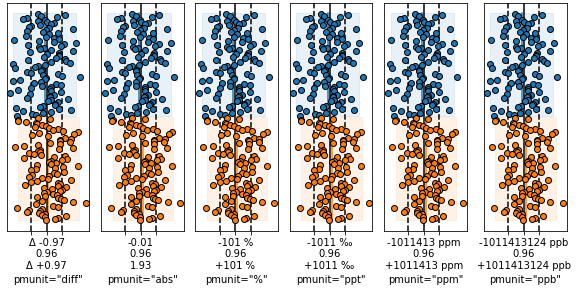 Δ -0.97
0.96
Δ +0.97
pmunit="diff"
-0.01
0.96
1.93
pmunit="abs"
-101 %
0.96
+101 %
pmunit="%"
-1011 ‰
0.96
+1011 ‰
pmunit="ppt"
-1011413 ppm
0.96
+1011413 ppm
pmunit="ppm"
-1011413124 ppb
0.96
+1011413124 ppb
pmunit="ppb"